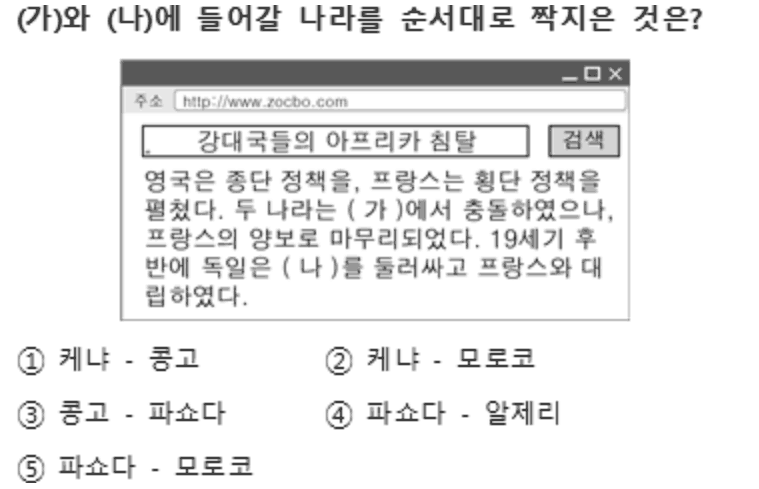 (가)와 (나)에 들어갈 나라를 순서대로 짝지은 것은?
주소 http://www.zocbo.com
강대국들의 아프리카 침탈 검색
영국은 종단 정책을, 프랑스는 횡단 정책을
펼쳤다. 두 나라는 ( 가 )에서 충돌하였으나,
프랑스의 양보로 마무리되었다. 19세기 후
반에 독일은 ( 나 )를 둘러싸고 프랑스와 대
립하였다.
① 케냐 - 콩고 ② 케냐 - 모로코
③ 콩고 - 파쇼다 ④ 파쇼다 - 알제리
⑤ 파쇼다 - 모로코